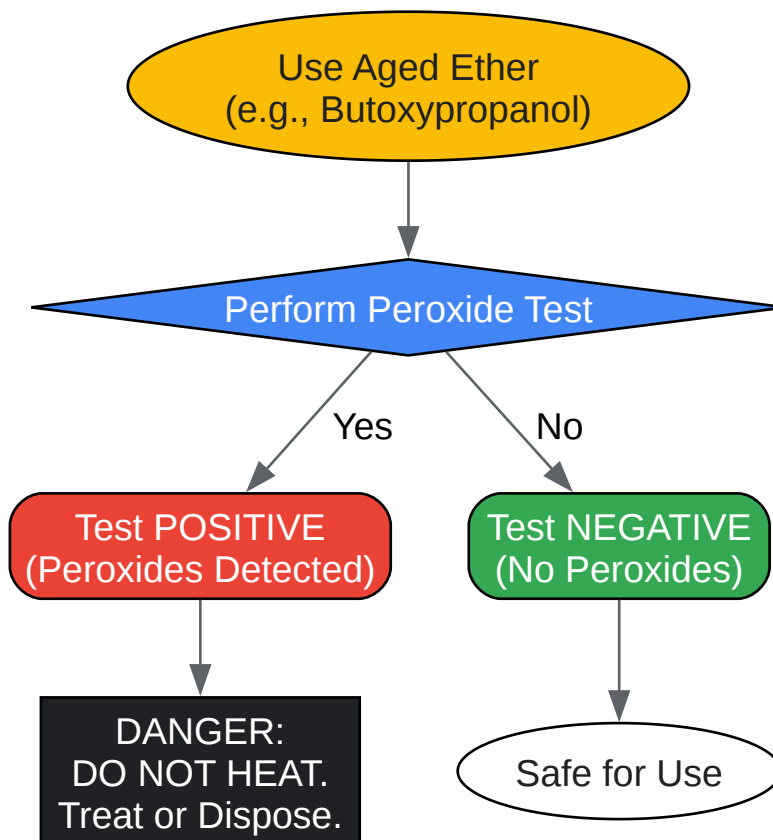 Use Aged Ether
(e.g., Butoxypropanol)
Perform Peroxide Test
Yes
No
Test POSITIVE
(Peroxides Detected)
Test NEGATIVE
(No Peroxides)
DANGER:
DO NOT HEAT.
Treat or Dispose.
Safe for Use